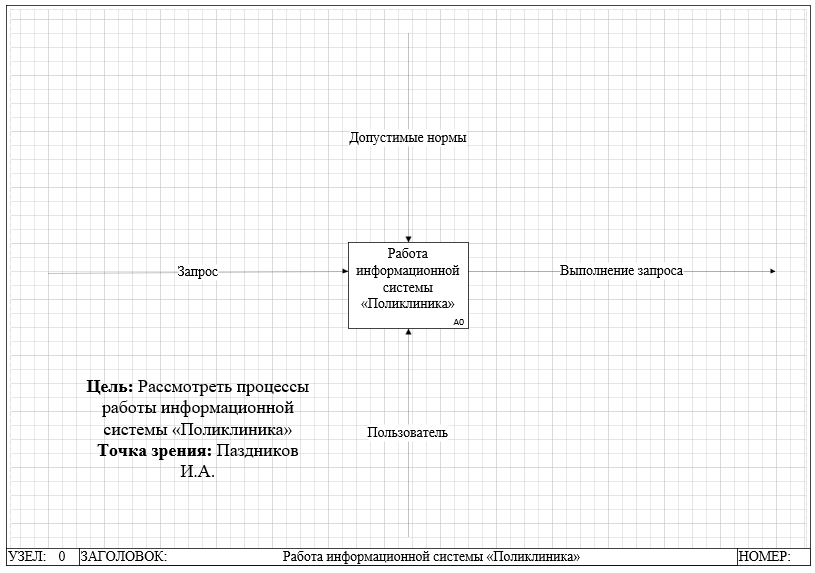 Допустимые нормы
Запрос
Работа
информационной
системы
«Поликлиника»
A0
Выполнение запроса
Цель: Рассмотреть процессы
работы информационной
системы «Поликлиника»
Точка зрения: Паздников
И.А.
Пользователь
УЗЕЛ: 0 ЗАГОЛОВОК: Работа информационной системы «Поликлиника» НОМЕР: